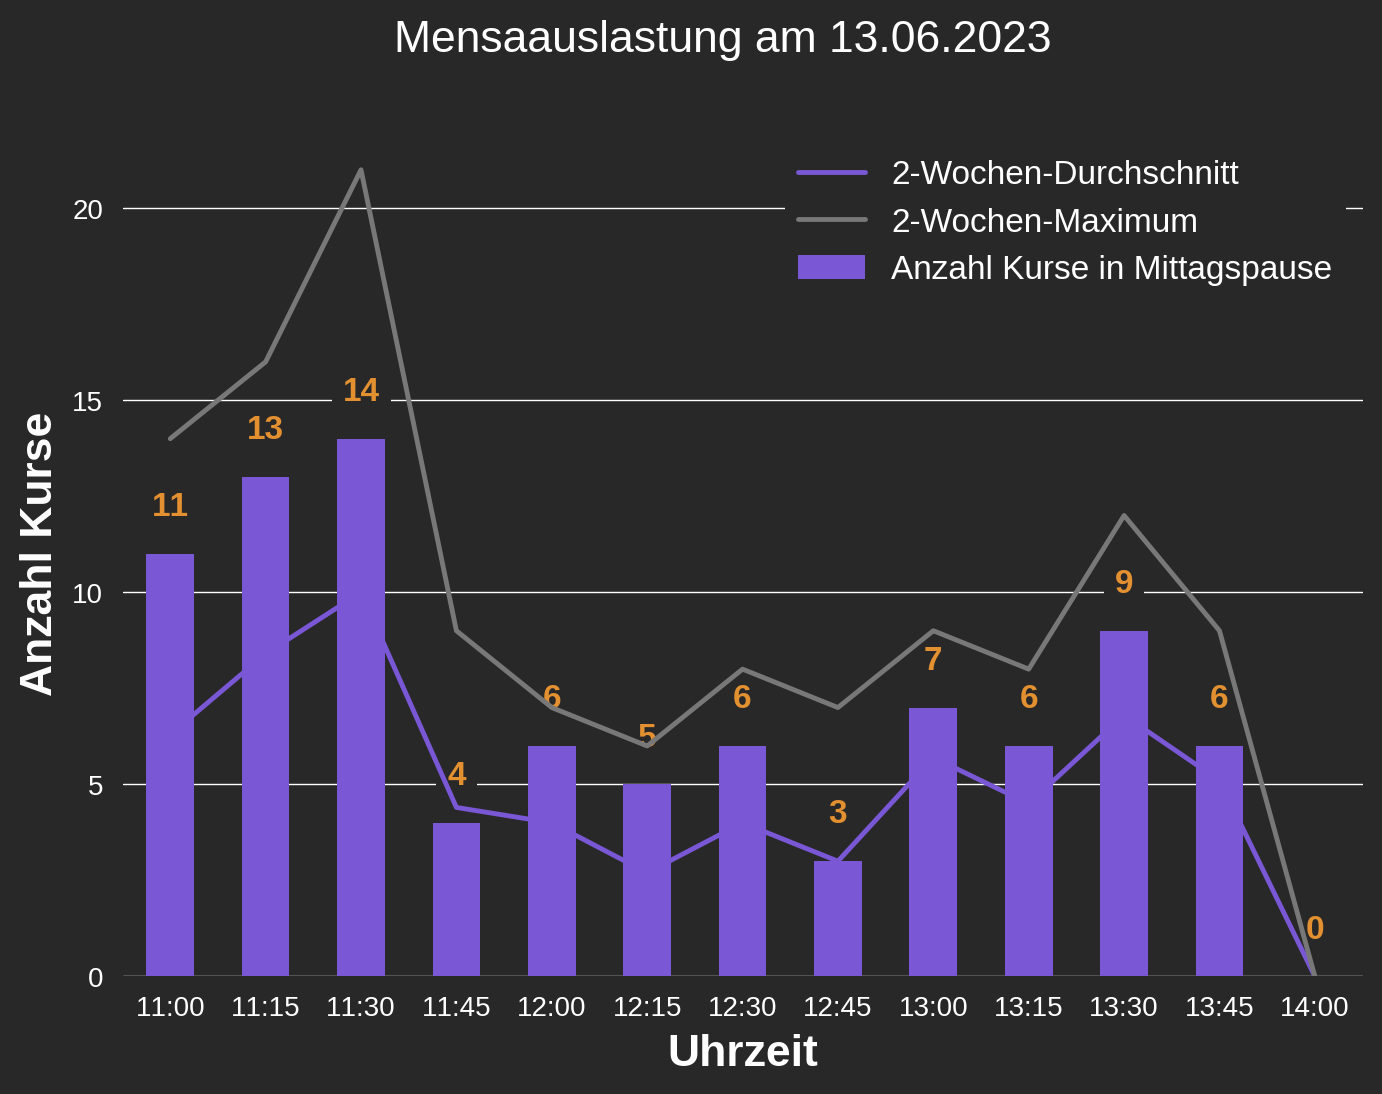 Mensaauslastung am 13.06.2023
2-Wochen-Durchschnitt
2-Wochen-Maximum
Anzahl Kurse in Mittagspause
Anzahl Kurse
20
15
10
5
0
11
13
14
4
6
5
6
3
7
6
9
6
0
11:00 11:15 11:30 11:45 12:00 12:15 12:30 12:45 13:00 13:15 13:30 13:45 14:00
Uhrzeit